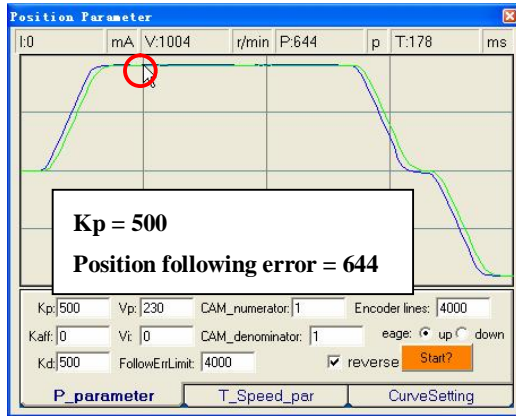 Position Parameter
I:0 mA V:1004 r/min P:644 p T:178 ms
Kp = 500
Position following error = 644
Kp: 500 Vp: 230 CAM_numerator: 1 Encoder lines: 4000
Kaff: 0 Vi: 0 CAM_denominator: 1 eage: up down
Kd: 500 FollowErrLimit: 4000 reverse Start?
P_parameter T_Speed_par CurveSetting